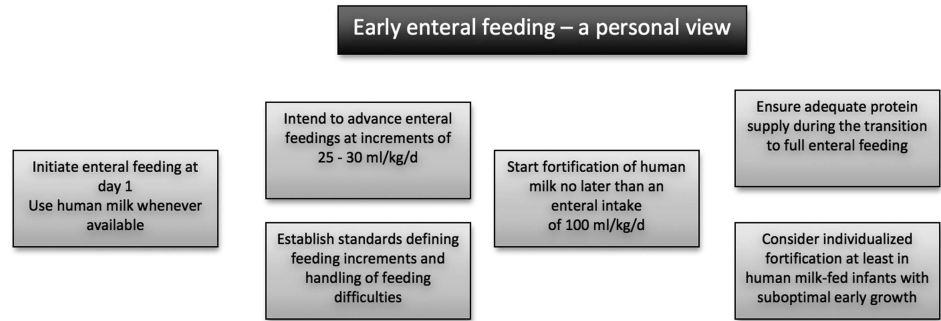 Early enteral feeding – a personal view
Initiate enteral feeding at
day 1
Use human milk whenever
available
Intend to advance enteral
feedings at increments of
25 - 30 ml/kg/d
Establish standards defining
feeding increments and
handling of feeding
difficulties
Start fortification of human
milk no later than an
enteral intake
of 100 ml/kg/d
Ensure adequate protein
supply during the transition
to full enteral feeding
Consider individualized
fortification at least in
human milk-fed infants with
suboptimal early growth